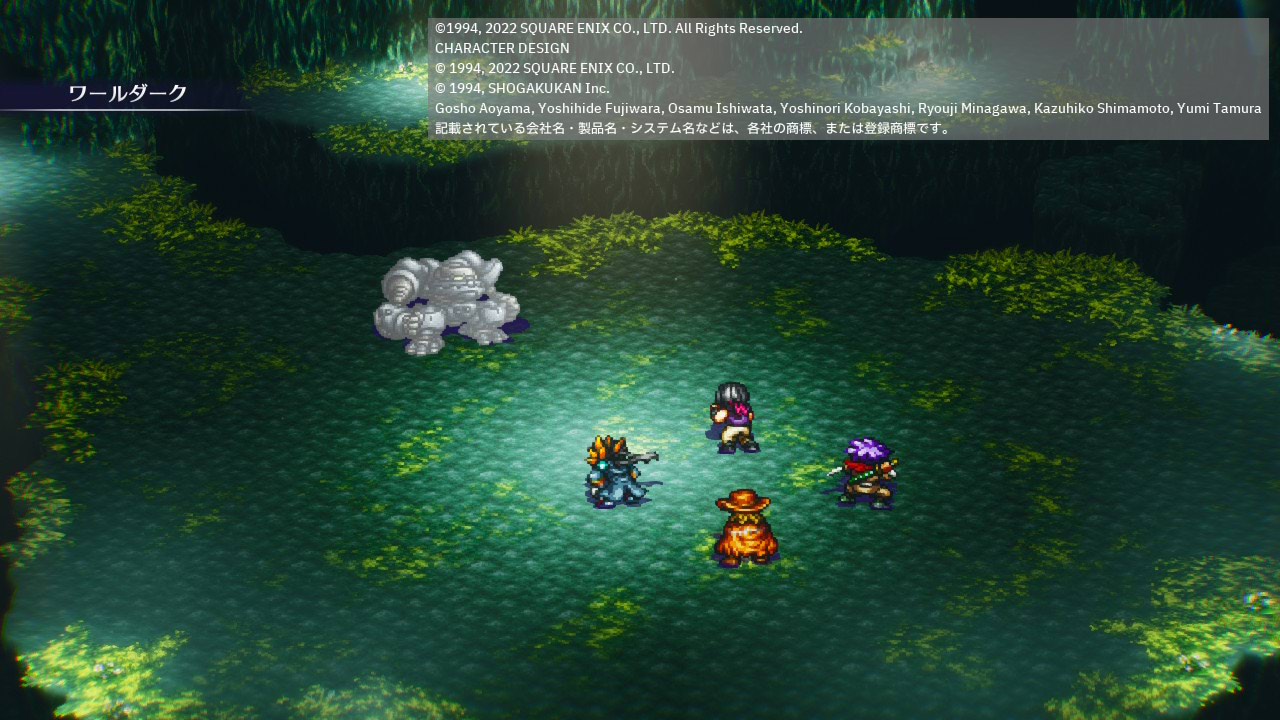 ©1994, 2022 SQUARE ENIX CO., LTD. All Rights Reserved.
CHARACTER DESIGN
© 1994, 2022 SQUARE ENIX CO., LTD.
© 1994, SHOGAKUKAN Inc.
Gosho Aoyama, Yoshihide Fujiwara, Osamu Ishiwata, Yoshinori Kobayashi, Ryouji Minagawa, Kazuhiko Shimamoto, Yumi Tamura
記載されている会社名・製品名・システム名などは、各社の商標、または登録商標です。
ワールダーク